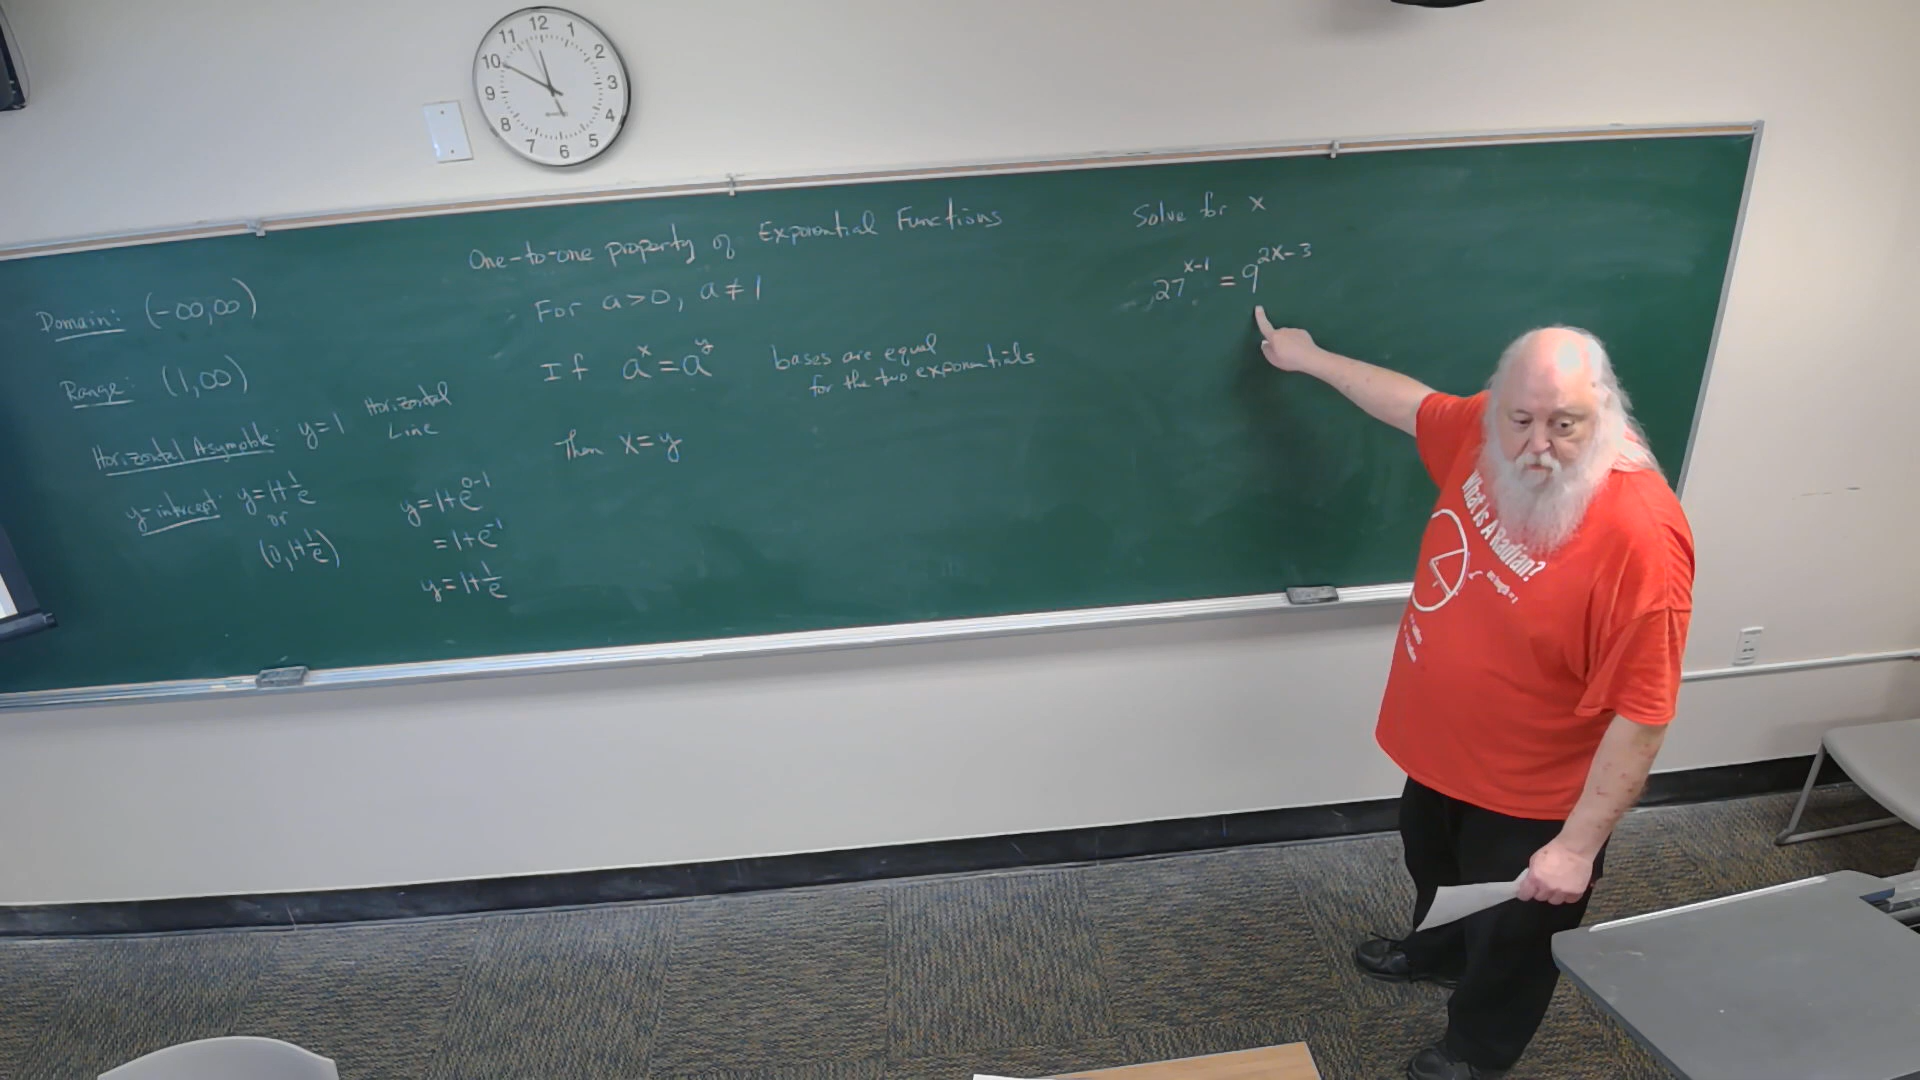 Domain: (-∞,∞)
Range: (1,∞)
Horizontal Asymptote: y=1 Horizontal Line
y-intercept: y=1+1/e
or
(0,1+1/e)
y=1+e^(0-1)
=1+e^(-1)
y=1+1/e
One-to-one property of Exponential Functions
For a>0, a≠1
If a^x=a^y
bases are equal
for the two exponentials
Then x=y
Solve for x
27^(x-1) = 9^(2x-3)
What Is A Radian?
12
1
2
3
4
5
6
7
8
9
10
11